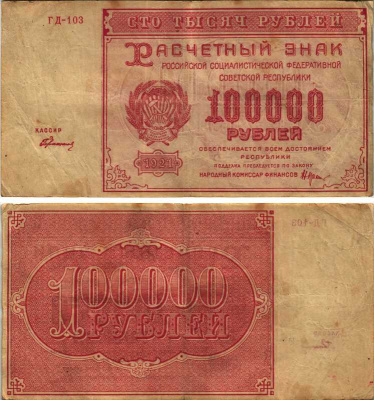 ГД-103
СТО ТЫСЯЧ РУБЛЕЙ
РАСЧЕТНЫЙ ЗНАК
РОССИЙСКОЙ СОЦИАЛИСТИЧЕСКОЙ ФЕДЕРАТИВНОЙ
СОВЕТСКОЙ РЕСПУБЛИКИ
100000
РУБЛЕЙ
1921
КАССИР
ОБЕСПЕЧИВАЕТСЯ ВСЕМ ДОСТОЯНИЕМ
РЕСПУБЛИКИ
ПОДДЕЛКА ПРЕСЛЕДУЕТСЯ ПО ЗАКОНУ
НАРОДНЫЙ КОМИССАР ФИНАНСОВ
100000
РУБЛЕЙ